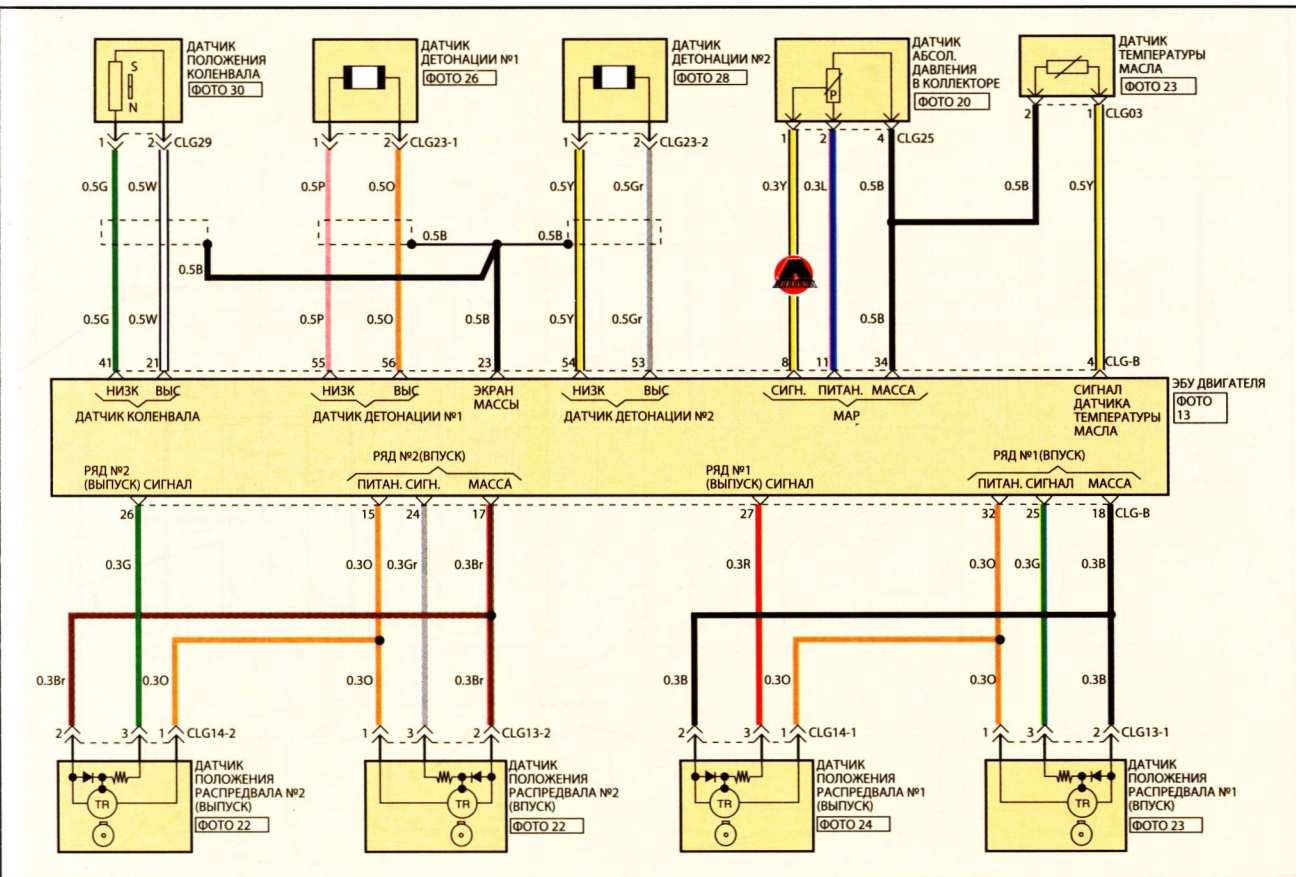 ДАТЧИК
ПОЛОЖЕНИЯ
КОЛЕНВАЛА
ФОТО 30
S
N
1 2 CLG29
ДАТЧИК
ДЕТОНАЦИИ №1
ФОТО 26
1 2 CLG23-1
ДАТЧИК
ДЕТОНАЦИИ №2
ФОТО 28
1 2 CLG23-2
ДАТЧИК
АБСОЛ.
ДАВЛЕНИЯ
В КОЛЛЕКТОРЕ
ФОТО 20
P
1 2 4 CLG25
ДАТЧИК
ТЕМПЕРАТУРЫ
МАСЛА
ФОТО 23
2 1 CLG03
0.5G 0.5W 0.5P 0.5O 0.5Y 0.5Gr 0.3Y 0.3L 0.5B 0.5B 0.5Y
0.5B 0.5B
0.5B
0.5G 0.5W 0.5P 0.5O 0.5B 0.5Y 0.5Gr 0.5B
41 21 55 56 23 54 53 8 11 34 4 CLG-B
НИЗК ВЫС НИЗК ВЫС ЭКРАН НИЗК ВЫС СИГН. ПИТАН. МАССА СИГНАЛ
МАССЫ
ДАТЧИК КОЛЕНВАЛА ДАТЧИК ДЕТОНАЦИИ №1 ДАТЧИК ДЕТОНАЦИИ №2 MAP ДАТЧИКА
ТЕМПЕРАТУРЫ
МАСЛА
ЭБУ ДВИГАТЕЛЯ
ФОТО
13
РЯД №2
(ВЫПУСК) СИГНАЛ
РЯД №2(ВПУСК)
ПИТАН. СИГН. МАССА
РЯД №1
(ВЫПУСК) СИГНАЛ
РЯД №1(ВПУСК)
ПИТАН. СИГНАЛ МАССА
26 15 24 17 27 32 25 18 CLG-B
0.3G 0.3O 0.3Gr 0.3Br 0.3R 0.3O 0.3G 0.3B
0.3Br 0.3O 0.3O 0.3Br 0.3B 0.3O 0.3O 0.3B
2 3 1 CLG14-2
1 3 2 CLG13-2
2 3 1 CLG14-1
1 3 2 CLG13-1
TR
ДАТЧИК
ПОЛОЖЕНИЯ
РАСПРЕДВАЛА №2
(ВЫПУСК)
ФОТО 22
TR
ДАТЧИК
ПОЛОЖЕНИЯ
РАСПРЕДВАЛА №2
(ВПУСК)
ФОТО 22
TR
ДАТЧИК
ПОЛОЖЕНИЯ
РАСПРЕДВАЛА №1
(ВЫПУСК)
ФОТО 24
TR
ДАТЧИК
ПОЛОЖЕНИЯ
РАСПРЕДВАЛА №1
(ВПУСК)
ФОТО 23